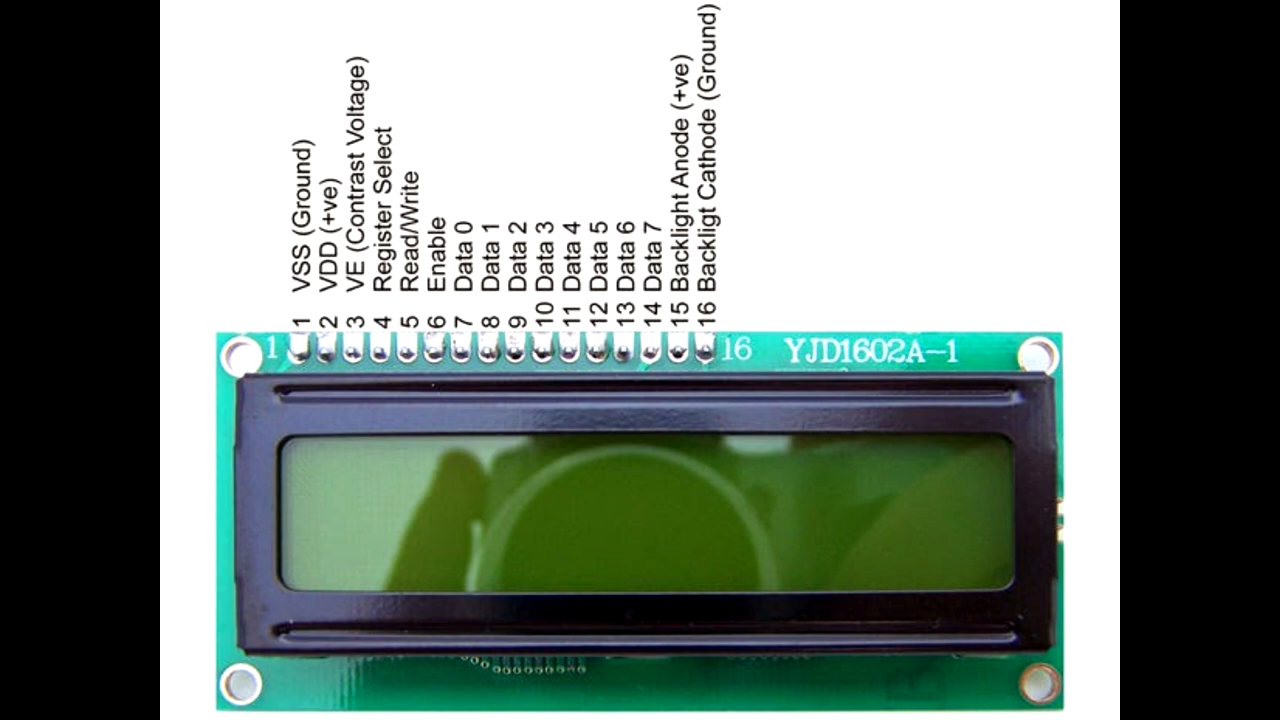 1 VSS (Ground)
2 VDD (+ve)
3 VE (Contrast Voltage)
4 Register Select
5 Read/Write
6 Enable
7 Data 0
8 Data 1
9 Data 2
10 Data 3
11 Data 4
12 Data 5
13 Data 6
14 Data 7
15 Backlight Anode (+ve)
16 Backligt Cathode (Ground)
1 16 YJD1602A-1